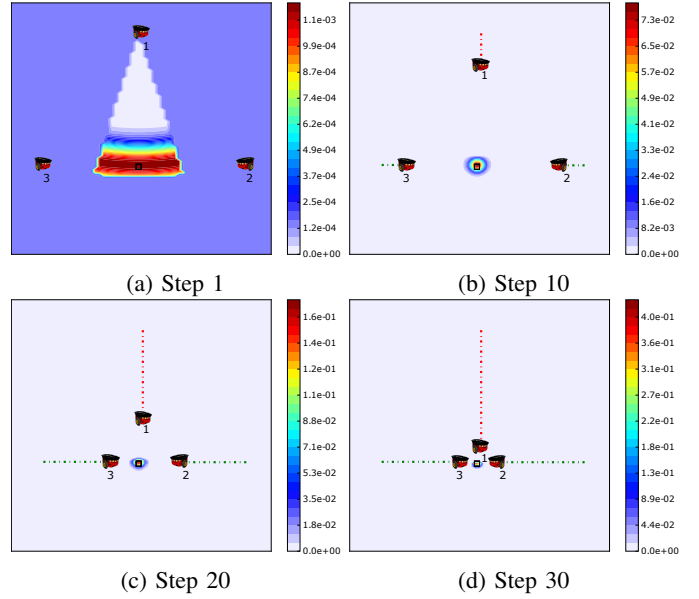 1.1e-03
9.6e-04
8.4e-04
7.2e-04
6.0e-04
4.8e-04
3.6e-04
2.4e-04
1.2e-04
0.0e+00
1
2
3
(a) Step 1
7.3e-02
6.5e-02
5.7e-02
4.9e-02
4.0e-02
3.2e-02
2.4e-02
1.6e-02
8.2e-03
0.0e+00
1
2
3
(b) Step 10
1.6e-01
1.4e-01
1.3e-01
1.1e-01
8.9e-02
7.1e-02
5.4e-02
3.6e-02
1.8e-02
0.0e+00
1
3
2
(c) Step 20
4.0e-01
3.6e-01
3.1e-01
2.7e-01
2.2e-01
1.8e-01
1.3e-01
8.9e-02
4.4e-02
0.0e+00
1
3
2
(d) Step 30